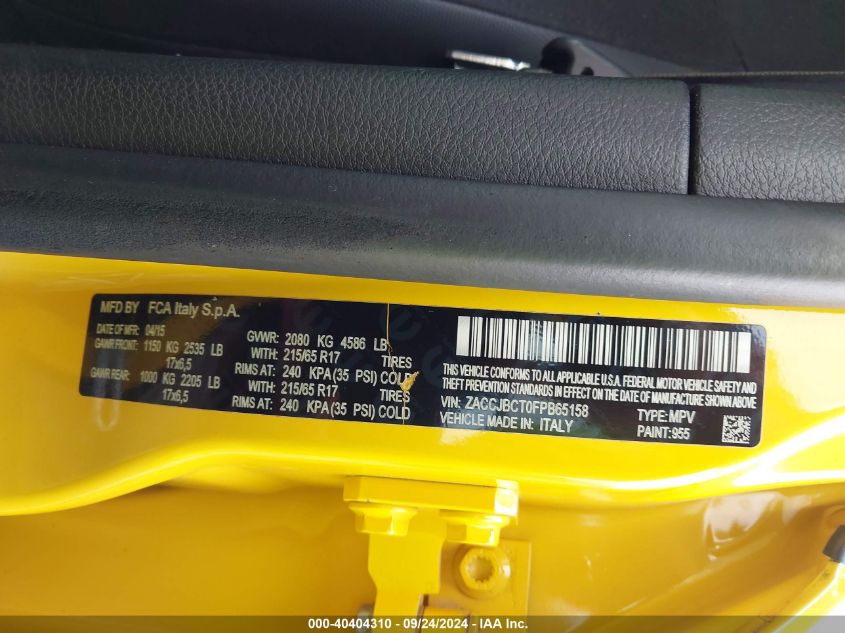 MFD BY FCA Italy S.p.A.
DATE OF MFR 04/15
GVWR: 2080 KG 4586 LB
GAWR FRONT: 1150 KG 2535 LB WITH: 215/65 R17 TIRES
17x6,5 RIMS AT: 240 KPA (35 PSI) COLD
GAWR REAR: 1000 KG 2205 LB WITH: 215/65 R17 TIRES
17x6,5 RIMS AT: 240 KPA (35 PSI) COLD
THIS VEHICLE CONFORMS TO ALL APPLICABLE U.S.A. FEDERAL MOTOR VEHICLE SAFETY AND
THEFT PREVENTION STANDARDS IN EFFECT ON THE DATE OF MANUFACTURE SHOWN ABOVE.
VIN: ZACCJBCT0FPB65158 TYPE: MPV
VEHICLE MADE IN: ITALY PAINT: 955
000-40404310 - 09/24/2024 - IAA Inc.